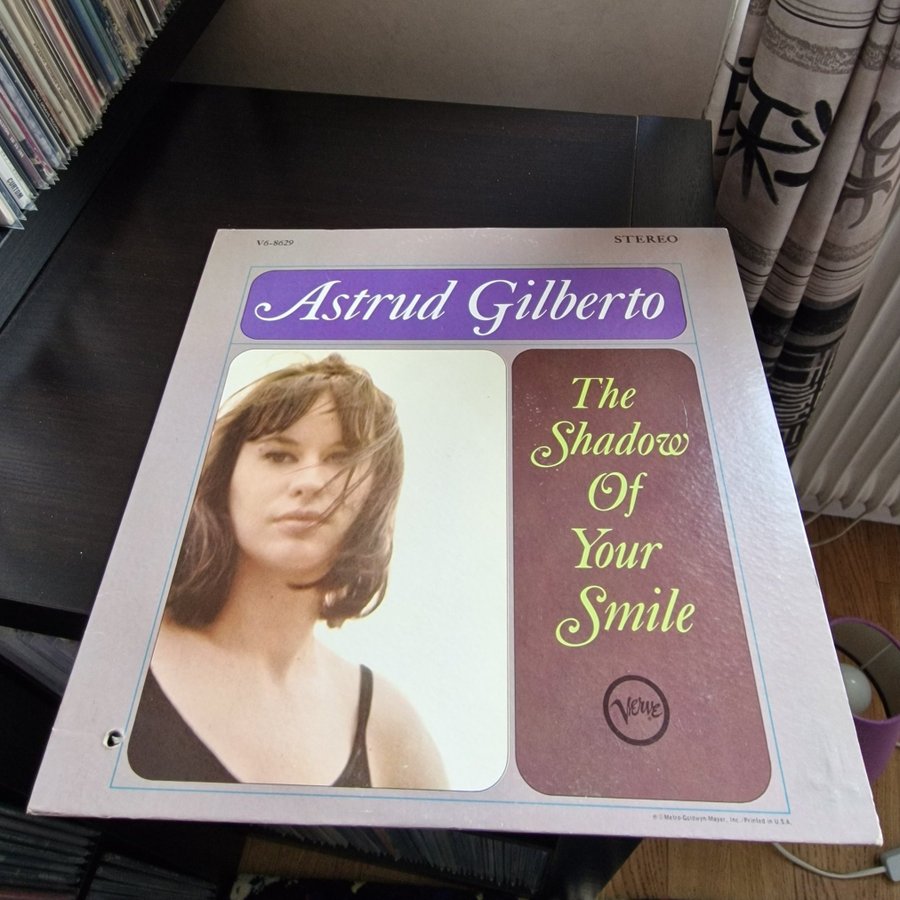 V6-8629
STEREO
Astrud Gilberto
The
Shadow
Of
Your
Smile
Verve
℗ © Metro-Goldwyn-Mayer, Inc./Printed in U.S.A.